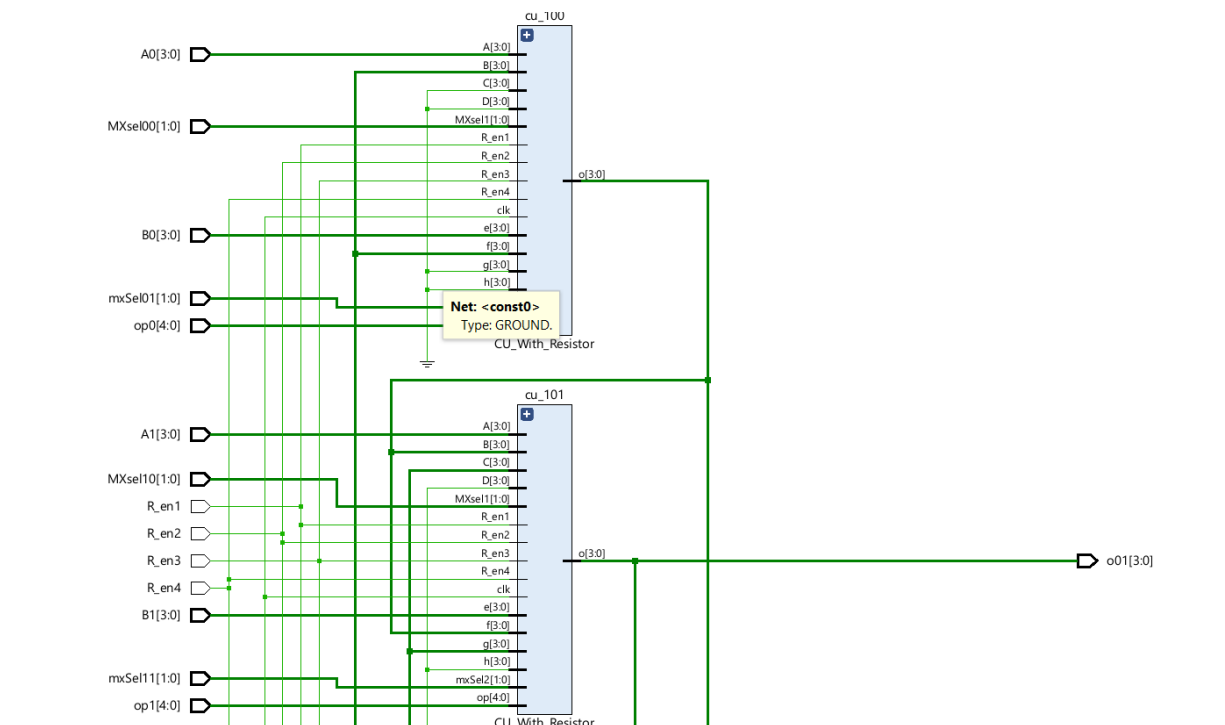 cu_100
A0[3:0]
A[3:0]
B[3:0]
C[3:0]
D[3:0]
MXsel00[1:0]
MXsel1[1:0]
R_en1
R_en2
R_en3
o[3:0]
R_en4
clk
B0[3:0]
e[3:0]
f[3:0]
g[3:0]
h[3:0]
mxSel01[1:0]
Net: <const0>
op0[4:0]
Type: GROUND.
CU_With_Resistor
cu_101
A1[3:0]
A[3:0]
B[3:0]
C[3:0]
MXsel10[1:0]
D[3:0]
MXsel1[1:0]
R_en1
R_en1
R_en2
R_en2
R_en3
R_en3
o[3:0]
o01[3:0]
R_en4
R_en4
clk
B1[3:0]
e[3:0]
f[3:0]
g[3:0]
h[3:0]
mxSel11[1:0]
mxSel2[1:0]
op1[4:0]
op[4:0]
CU_With_Resistor